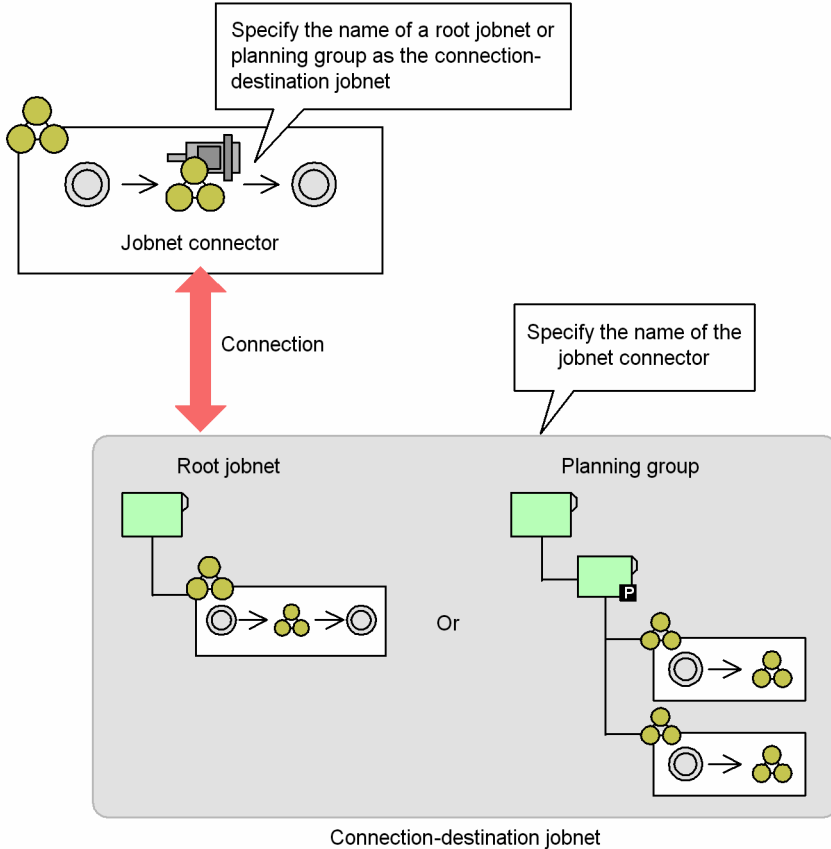 Specify the name of a root jobnet or
planning group as the connection-
destination jobnet
Jobnet connector
Connection
Specify the name of the
jobnet connector
Root jobnet
Planning group
P
Or
Connection-destination jobnet